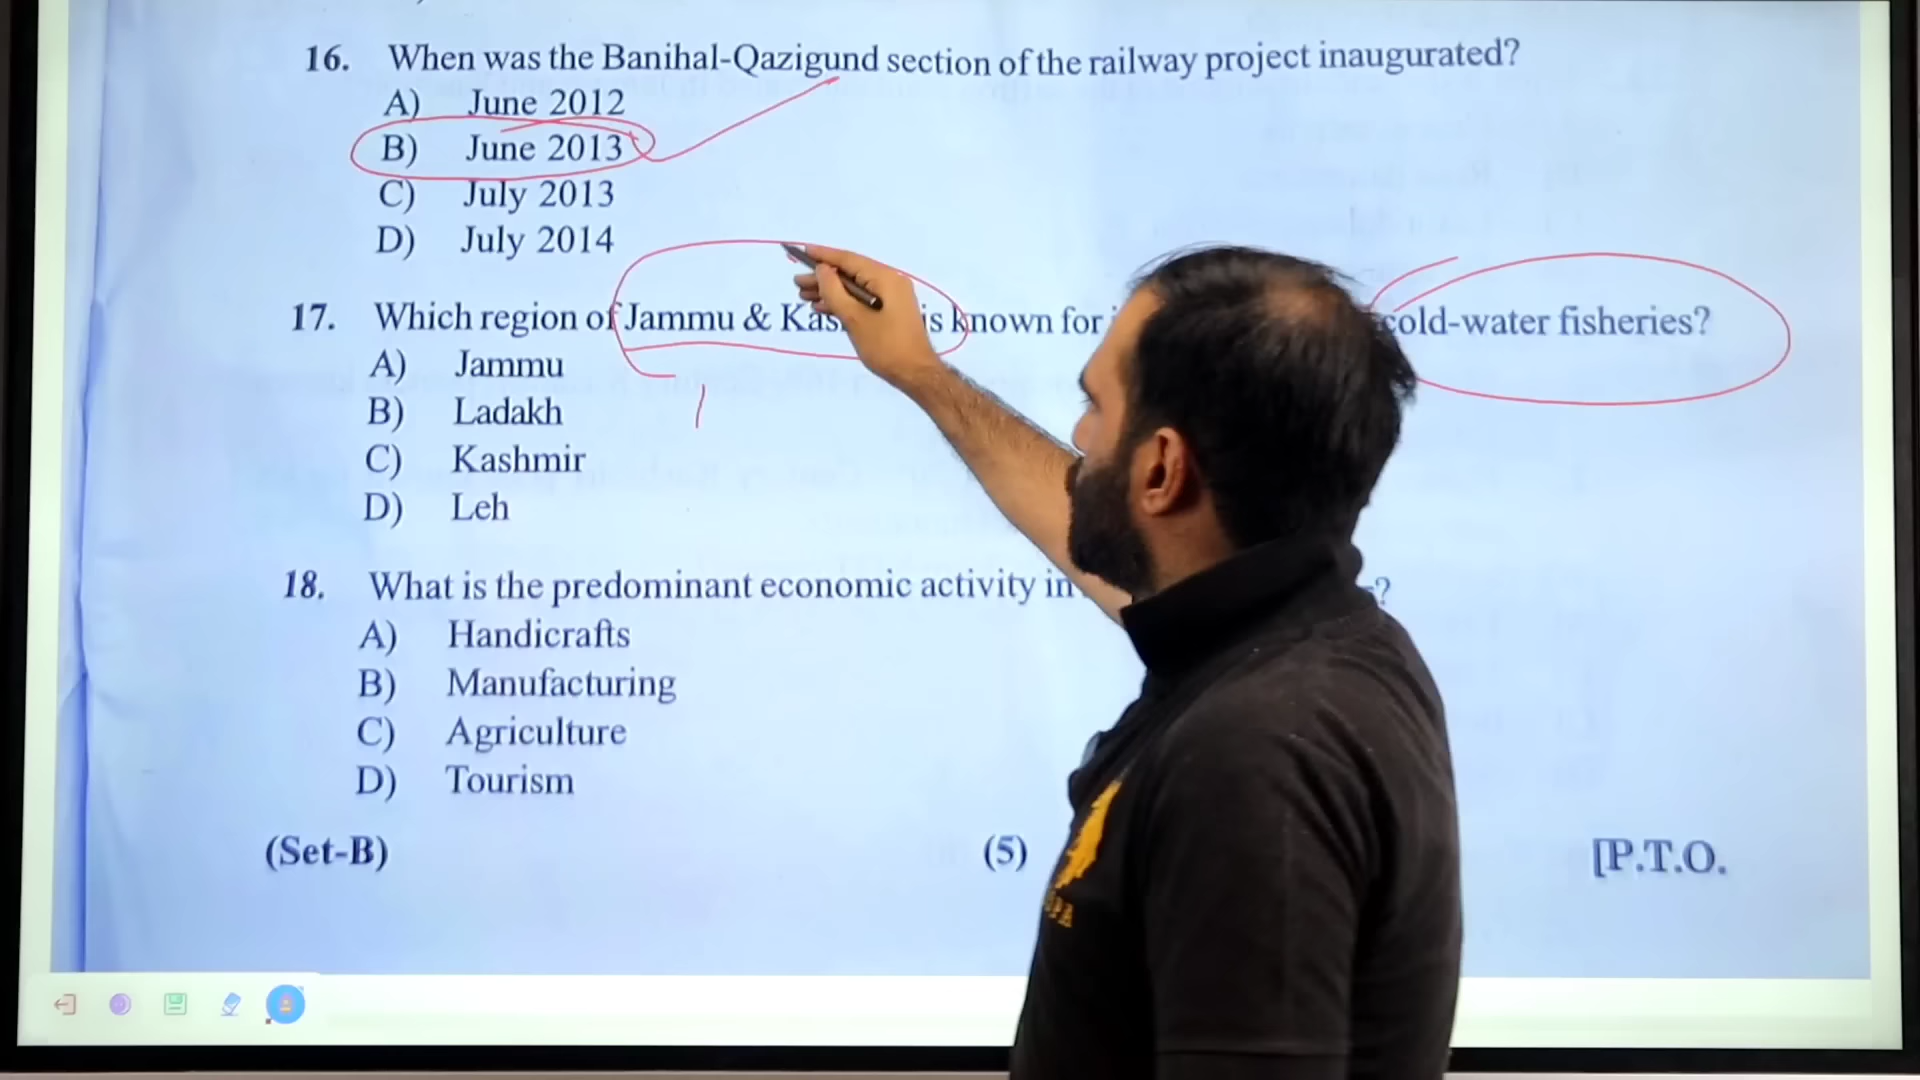 16. When was the Banihal-Qazigund section of the railway project inaugurated?
A) June 2012
B) June 2013
C) July 2013
D) July 2014
17. Which region of Jammu & Kas is known for cold-water fisheries?
A) Jammu
B) Ladakh
C) Kashmir
D) Leh
18. What is the predominant economic activity in ?
A) Handicrafts
B) Manufacturing
C) Agriculture
D) Tourism
(Set-B) (5) [P.T.O.